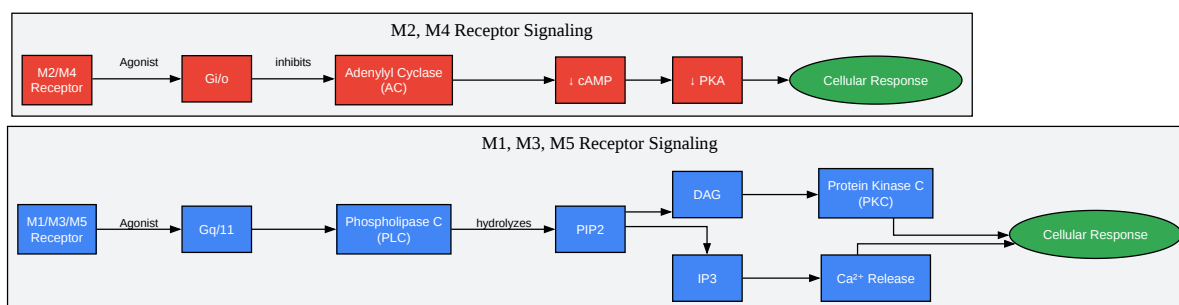 M2, M4 Receptor Signaling
M2/M4
Receptor
Agonist
Gi/o
inhibits
Adenylyl Cyclase
(AC)
↓ cAMP
↓ PKA
Cellular Response
M1, M3, M5 Receptor Signaling
M1/M3/M5
Receptor
Agonist
Gq/11
Phospholipase C
(PLC)
hydrolyzes
PIP2
DAG
Protein Kinase C
(PKC)
IP3
Ca²⁺ Release
Cellular Response